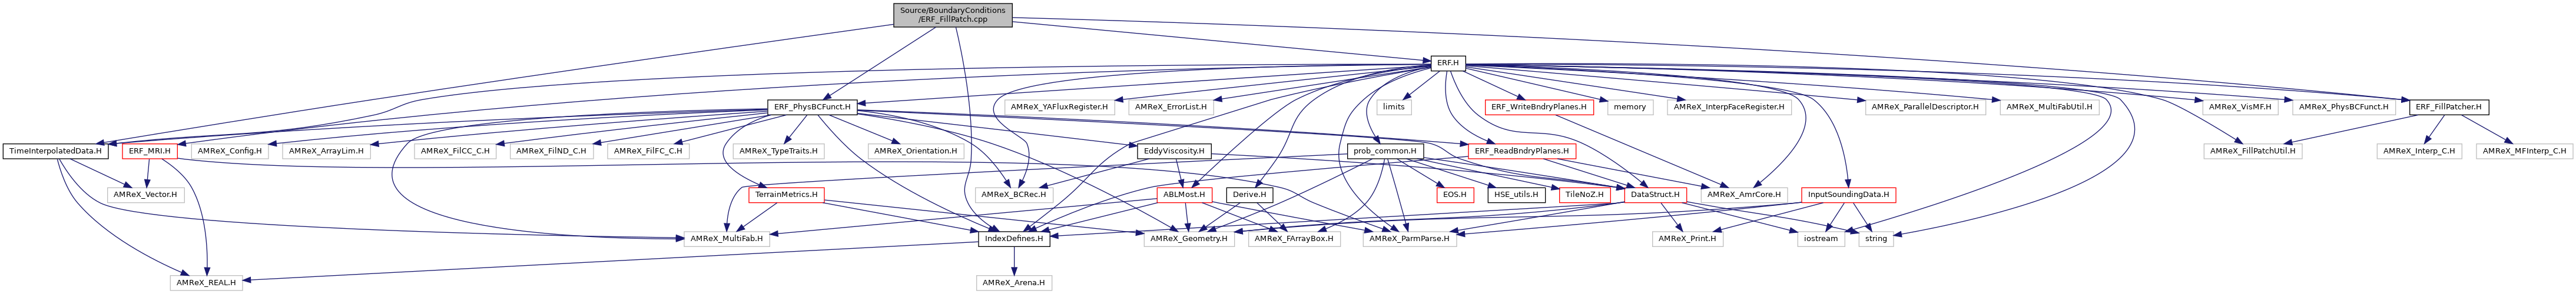 Source/BoundaryConditions
/ERF_FillPatch.cpp
ERF.H
ERF_PhysBCFunct.H
AMReX_YAFluxRegister.H
AMReX_ErrorList.H
limits
ERF_WriteBndryPlanes.H
memory
AMReX_InterpFaceRegister.H
AMReX_ParallelDescriptor.H
AMReX_MultiFabUtil.H
AMReX_VisMF.H
AMReX_PhysBCFunct.H
ERF_FillPatcher.H
TimeInterpolatedData.H
ERF_MRI.H
AMReX_Config.H
AMReX_ArrayLim.H
AMReX_FilCC_C.H
AMReX_FilND_C.H
AMReX_FilFC_C.H
AMReX_TypeTraits.H
AMReX_Orientation.H
EddyViscosity.H
prob_common.H
ERF_ReadBndryPlanes.H
AMReX_FillPatchUtil.H
AMReX_Interp_C.H
AMReX_MFInterp_C.H
AMReX_Vector.H
TerrainMetrics.H
AMReX_BCRec.H
ABLMost.H
Derive.H
EOS.H
HSE_utils.H
TileNoZ.H
DataStruct.H
AMReX_AmrCore.H
InputSoundingData.H
AMReX_MultiFab.H
IndexDefines.H
AMReX_Geometry.H
AMReX_FArrayBox.H
AMReX_ParmParse.H
AMReX_Print.H
iostream
string
AMReX_REAL.H
AMReX_Arena.H